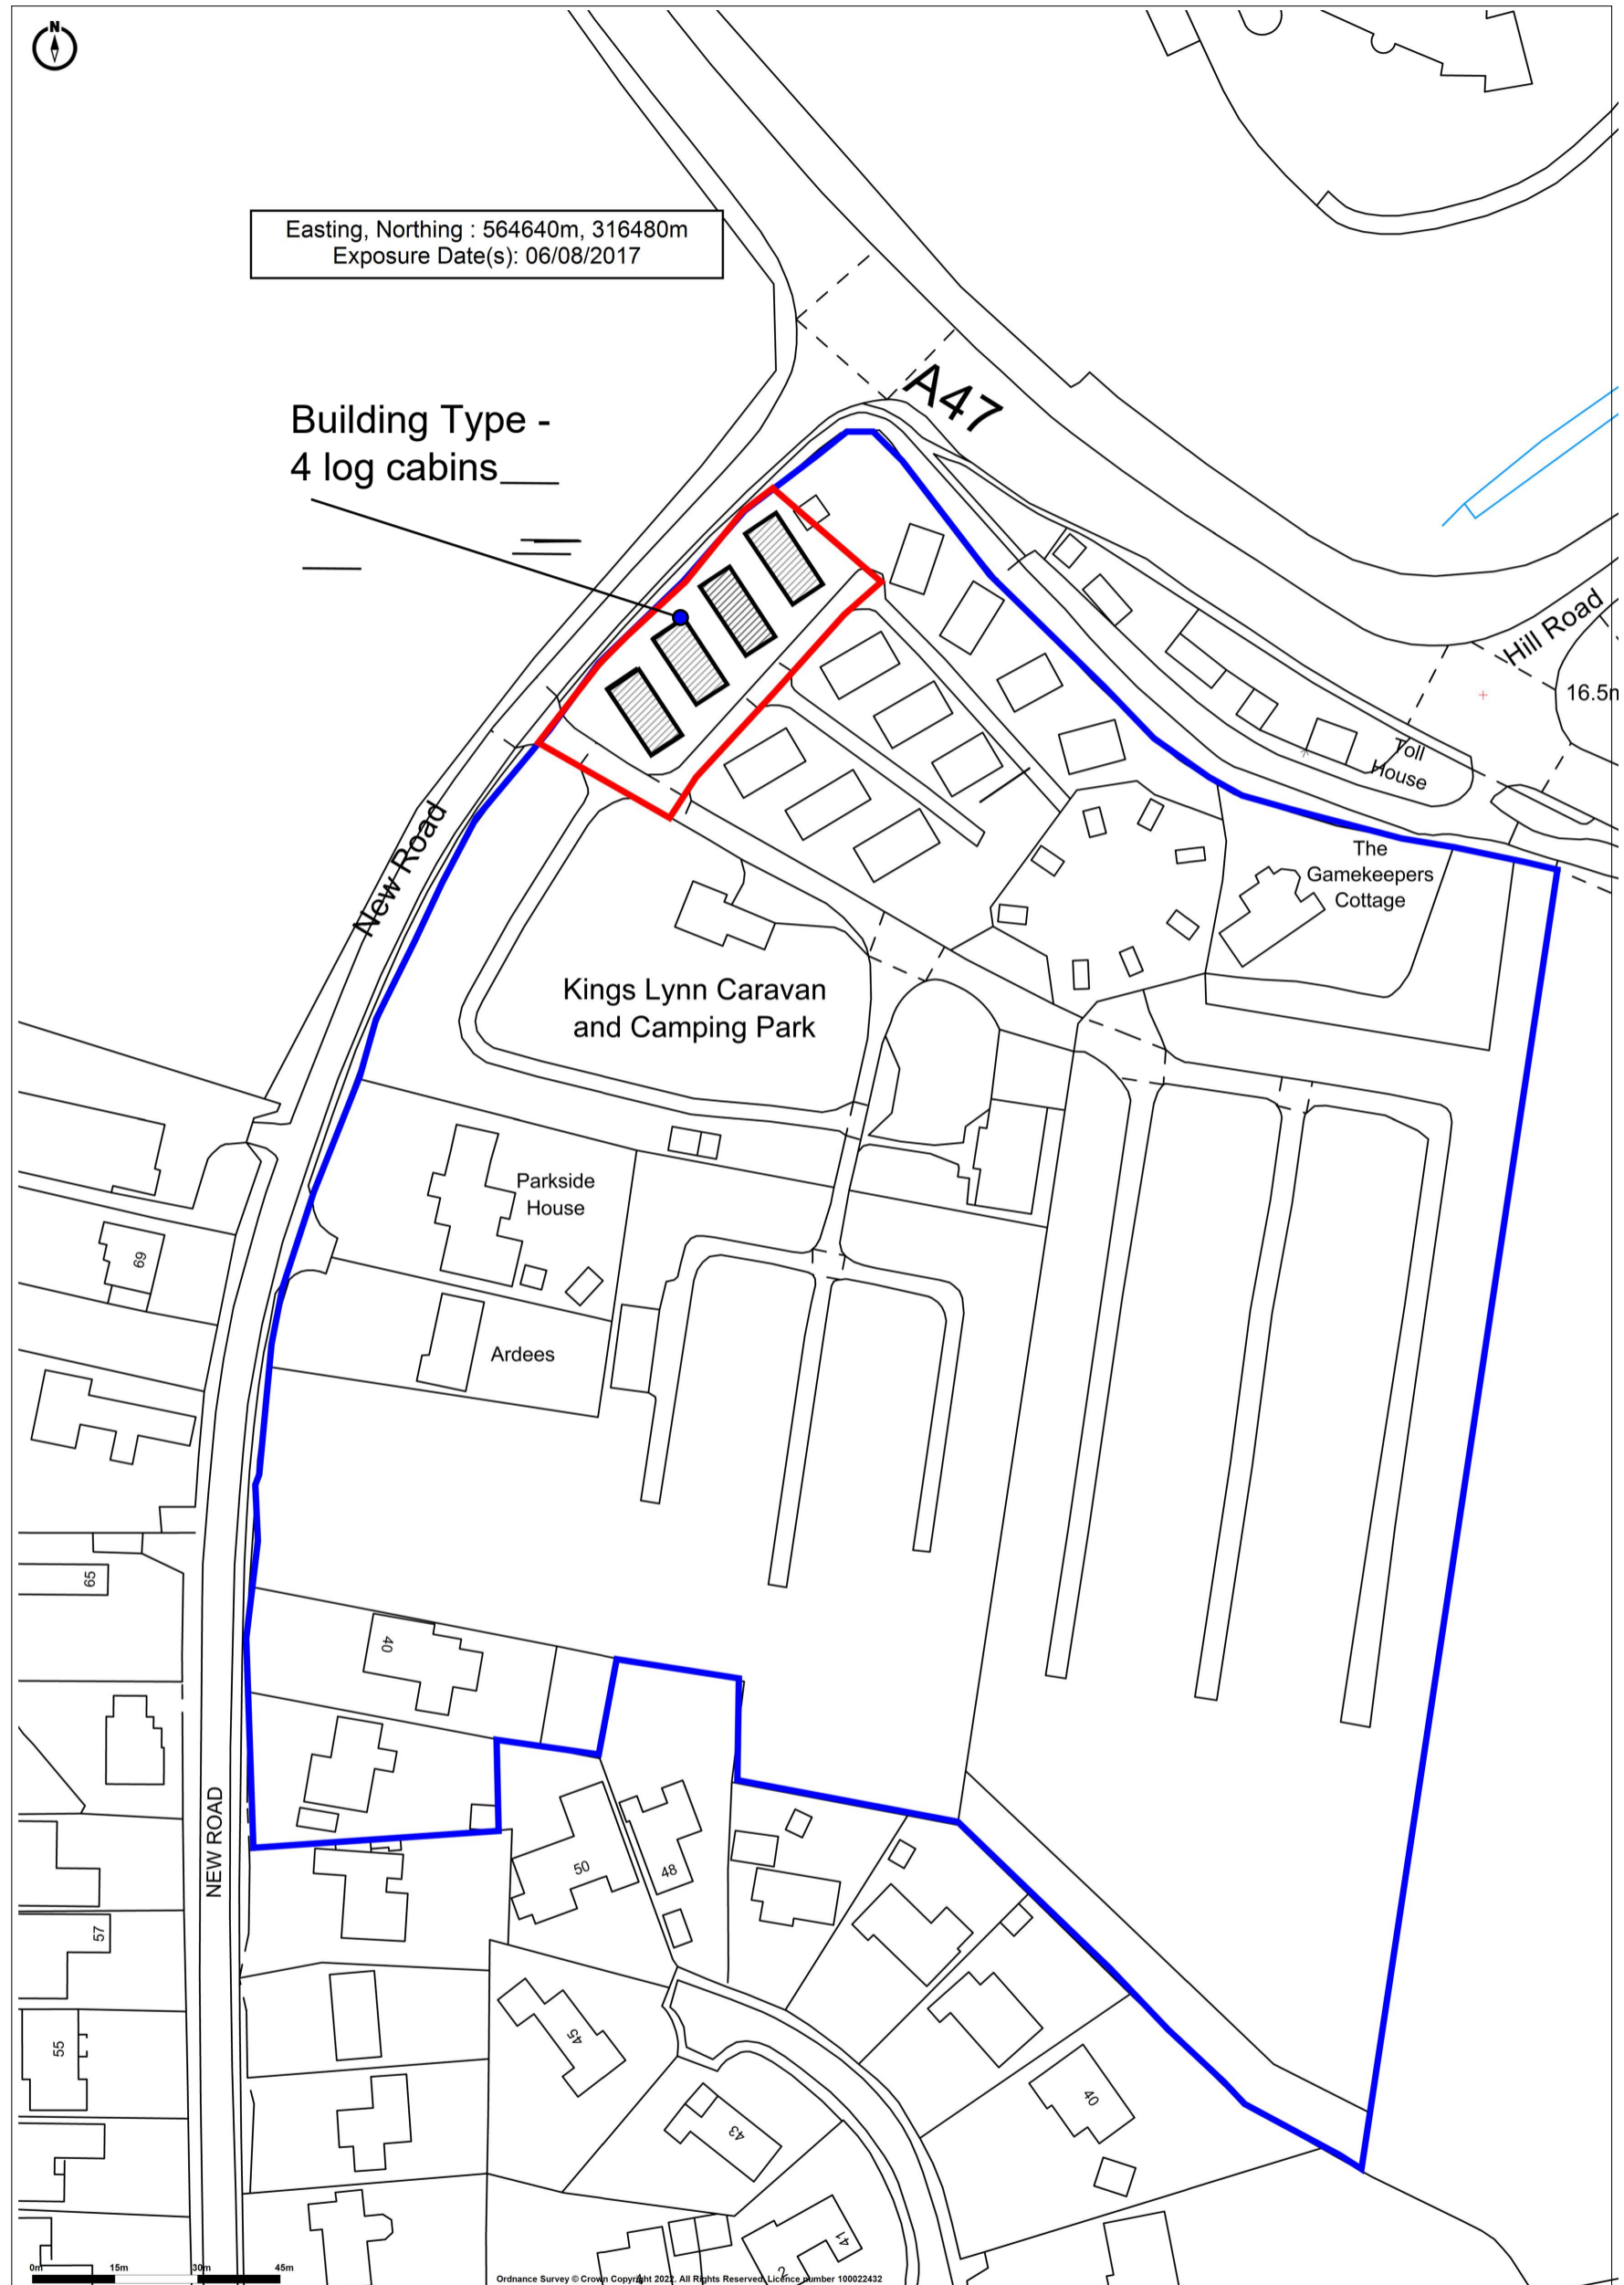 N
Easting, Northing : 564640m, 316480m
Exposure Date(s): 06/08/2017
A47
Building Type -
4 log cabins
Hill Road
16.5m
Toll
House
New Road
The
Gamekeepers
Cottage
Kings Lynn Caravan
and Camping Park
Parkside
House
69
Ardees
65
40
NEW ROAD
50
48
57
45
55
40
43
41
2
0m
15m
30m
45m
Ordnance Survey © Crown Copyright 2022. All Rights Reserved. Licence number 100022432